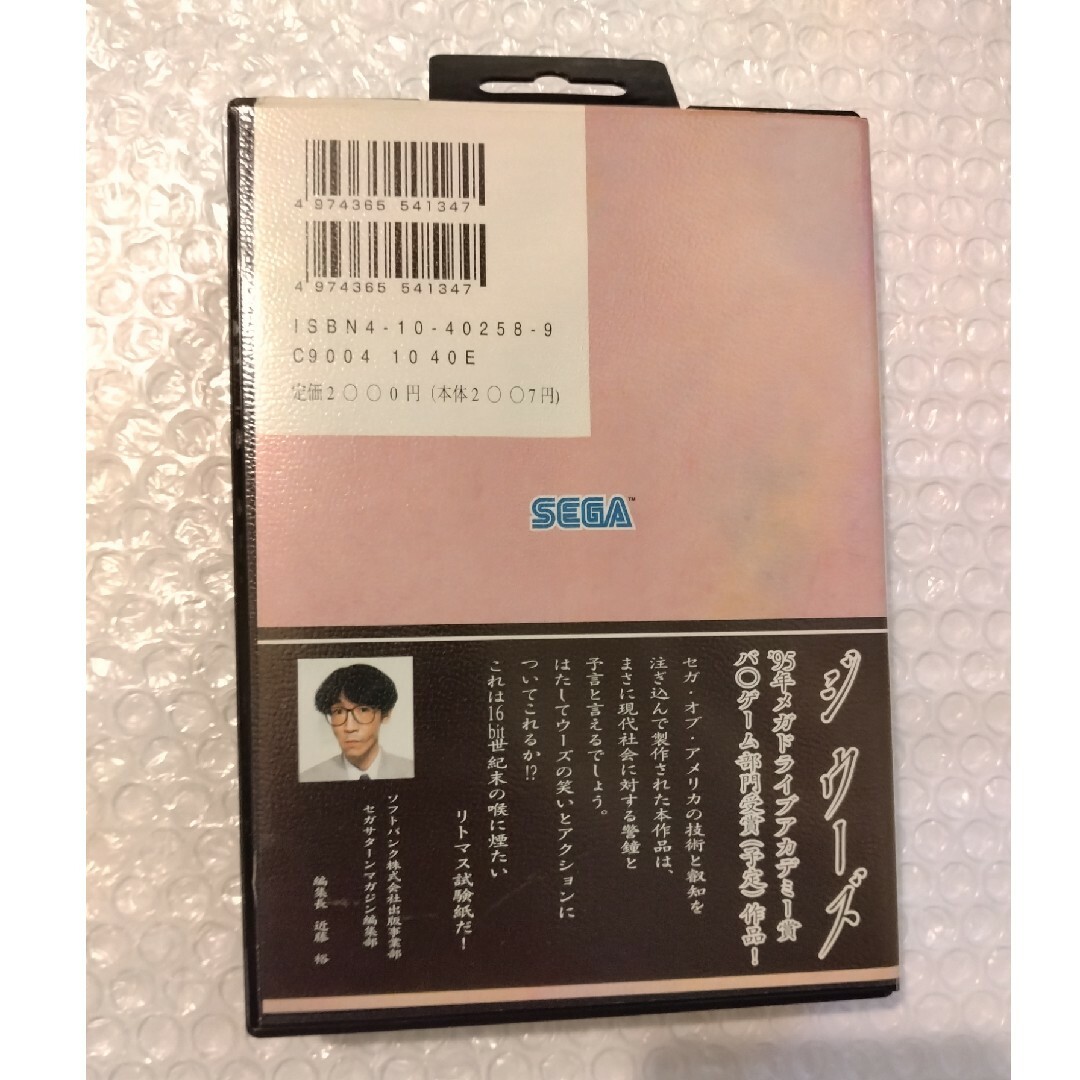 4 974365 541347
4 974365 541347
ISBN4-10-40258-9
C9004 1040E
定価2〇〇0円(本体2〇〇7円)
SEGA™
ジ ウーズ
'95年メガドライブアカデミー賞
バ〇ゲーム部門受賞(予定)作品!
セガ・オブ・アメリカの技術と叡知を
注ぎ込んで製作された本作品は、
まさに現代社会に対する警鐘と
予言と言えるでしょう。
はたしてウーズの笑いとアクションに
ついてこれるか!?
これは16bit世紀末の喉に煙たい
リトマス試験紙だ!
ソフトバンク株式会社出版事業部
セガサターンマガジン編集部
編集長 近藤 裕